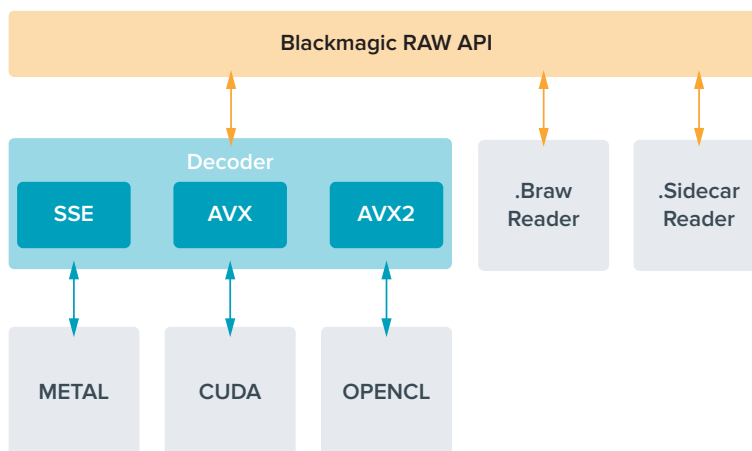 Blackmagic RAW API
Decoder
SSE
AVX
AVX2
.Braw
Reader
.Sidecar
Reader
METAL
CUDA
OPENCL